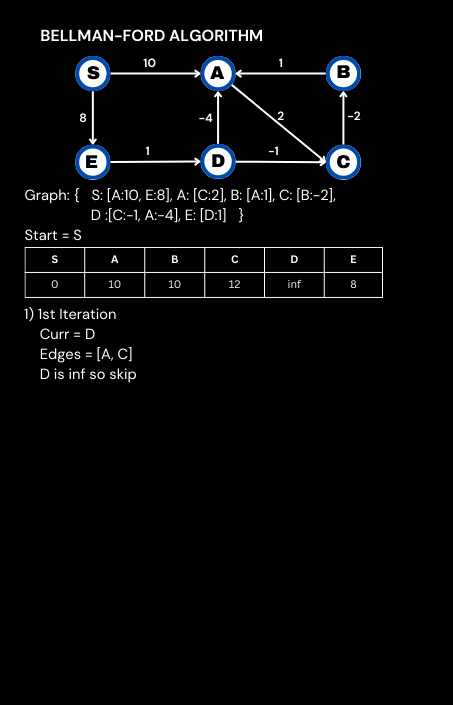 BELLMAN-FORD ALGORITHM
S 10 A 1 B
8 -4 2 -2
E 1 D -1 C
Graph: { S: [A:10, E:8], A: [C:2], B: [A:1], C: [B:-2],
D :[C:-1, A:-4], E: [D:1] }
Start = S
S A B C D E
0 10 10 12 inf 8
1) 1st Iteration
Curr = D
Edges = [A, C]
D is inf so skip